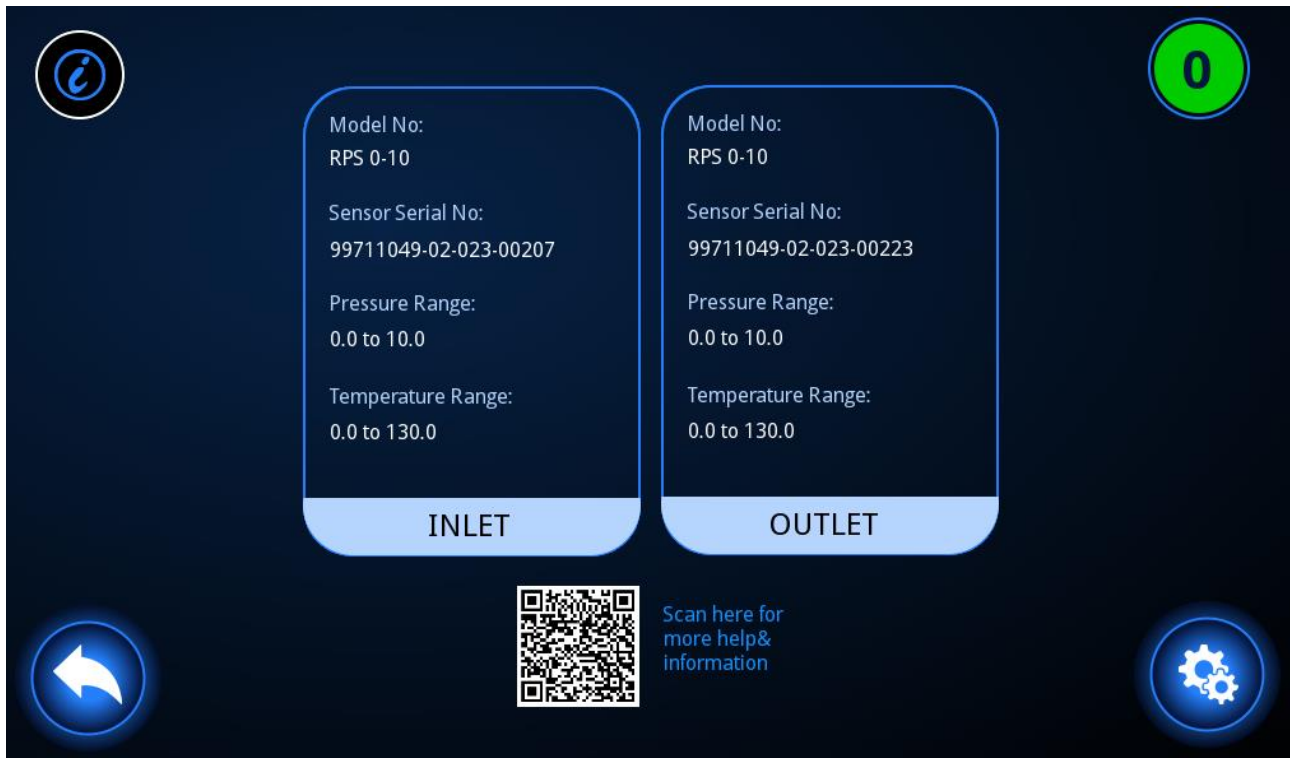 i
0
Model No:
RPS 0-10
Sensor Serial No:
99711049-02-023-00207
Pressure Range:
0.0 to 10.0
Temperature Range:
0.0 to 130.0
INLET
Model No:
RPS 0-10
Sensor Serial No:
99711049-02-023-00223
Pressure Range:
0.0 to 10.0
Temperature Range:
0.0 to 130.0
OUTLET
Scan here for
more help&
information